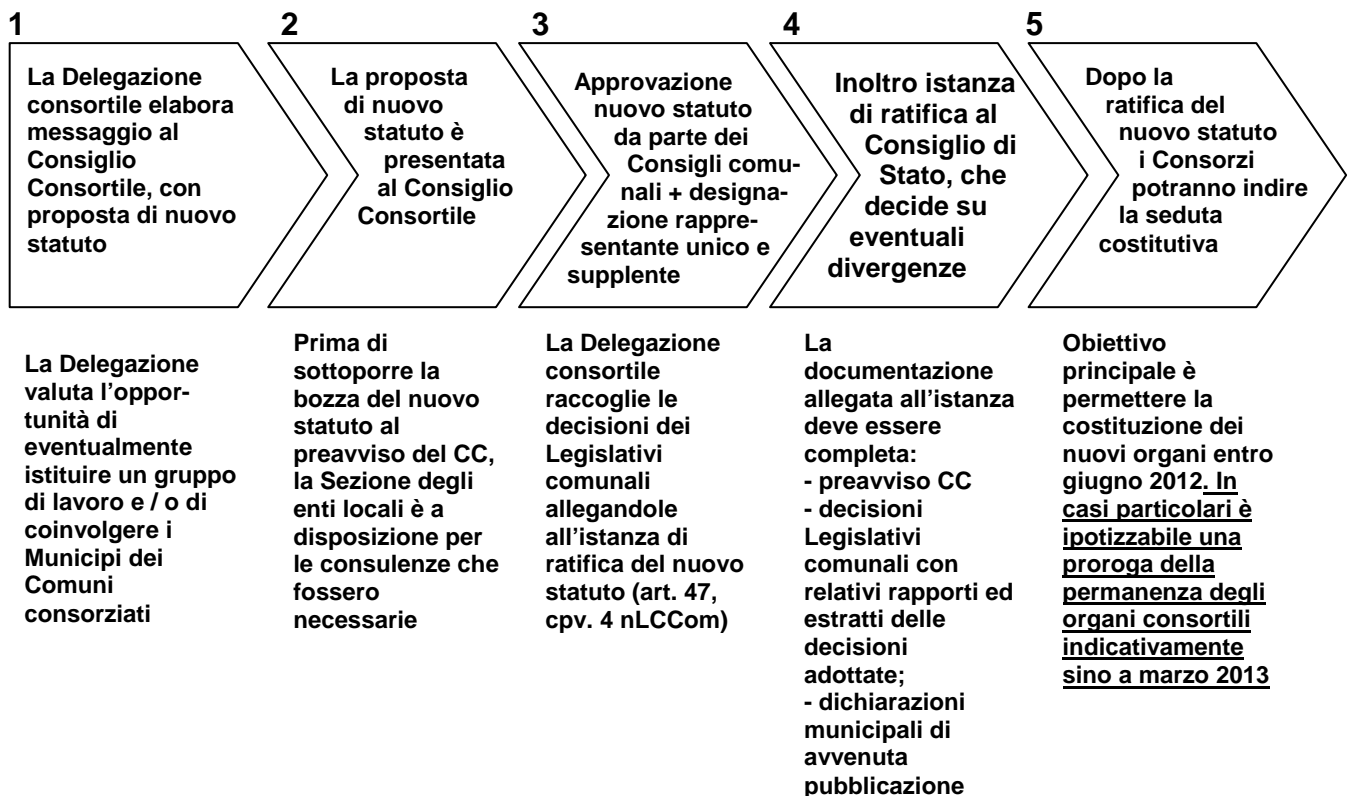 1
La Delegazione
consortile elabora
messaggio al
Consiglio
Consortile, con
proposta di nuovo
statuto
2
La proposta
di nuovo
statuto è
presentata
al Consiglio
Consortile
3
Approvazione
nuovo statuto
da parte dei
Consigli comu-
nali + designa-
zione rappre-
sentante unico e
supplente
4
Inoltro istanza
di ratifica al
Consiglio di
Stato, che
decide su
eventuali
divergenze
5
Dopo la
ratifica del
nuovo statuto
i Consorzi
potranno indire
la seduta
costitutiva
La Delegazione
valuta l’oppor-
tunità di
eventualmente
istituire un gruppo
di lavoro e / o di
coinvolgere i
Municipi dei
Comuni
consorziati
Prima di
sottoporre la
bozza del nuovo
statuto al
preavviso del CC,
la Sezione degli
enti locali è a
disposizione per
le consulenze che
fossero
necessarie
La Delegazione
consortile
raccoglie le
decisioni dei
Legislativi
comunali
allegandole
all’istanza di
ratifica del nuovo
statuto (art. 47,
cpv. 4 nLCCom)
La
documentazione
allegata all’istanza
deve essere
completa:
- preavviso CC
- decisioni
Legislativi
comunali con
relativi rapporti ed
estratti delle
decisioni
adottate;
- dichiarazioni
municipali di
avvenuta
pubblicazione
Obiettivo
principale è
permettere la
costituzione dei
nuovi organi entro
giugno 2012. In
casi particolari è
ipotizzabile una
proroga della
permanenza degli
organi consortili
indicativamente
sino a marzo 2013